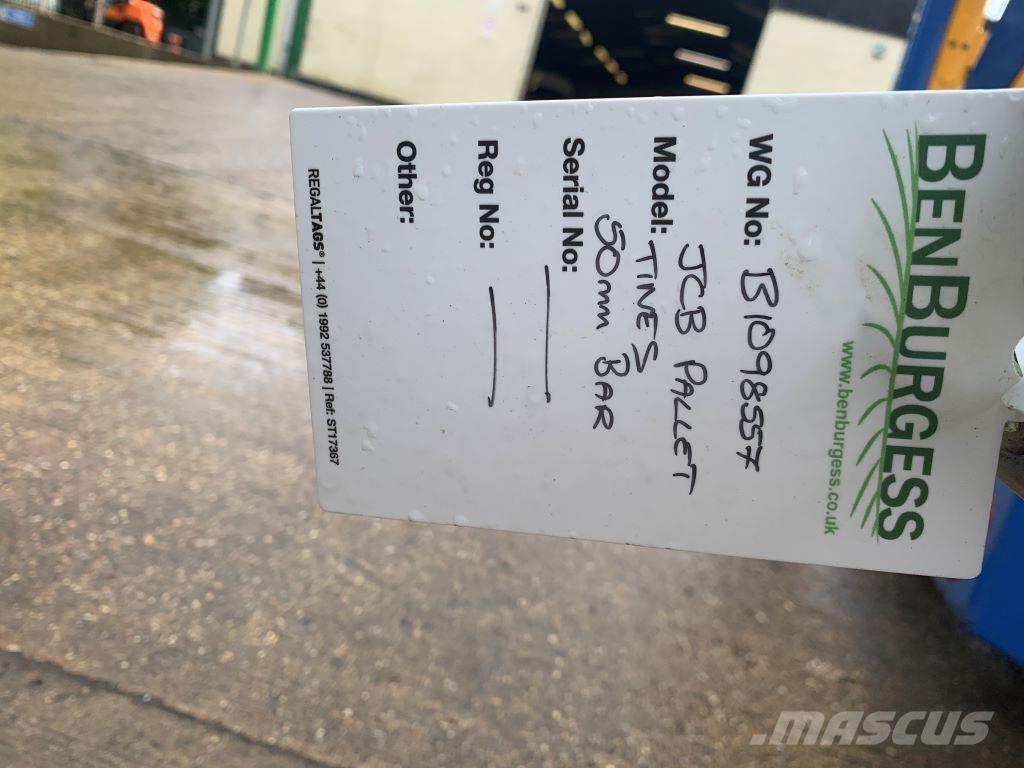 BENBURGESS
www.benburgess.co.uk
WG No: B1098557
JCB PALLET
Model: TINES
50mm BAR
Serial No:
Reg No:
Other:
REGALTAGS® | +44 (0) 1992 537788 | Ref: ST17367
.MASCUS